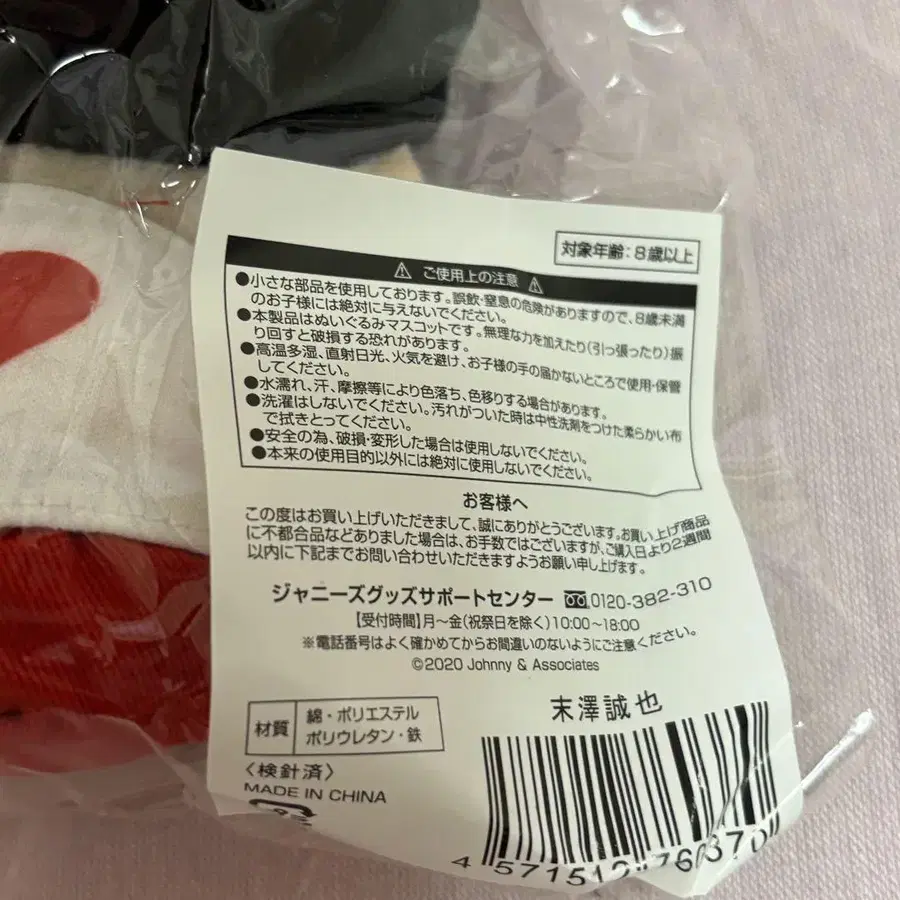 対象年齢:8歳以上
ご使用上の注意
●小さな部品を使用しております。誤飲・窒息の危険がありますので、8歳未満
のお子様には絶対に与えないでください。
●本製品はぬいぐるみマスコットです。無理な力を加えたり(引っ張ったり)振
り回すと破損する恐れがあります。
●高温多湿、直射日光、火気を避け、お子様の手の届かないところで使用・保管
してください。
●水濡れ、汗、摩擦等により色落ち、色移りする場合があります。
●洗濯はしないでください。汚れがついた時は中性洗剤をつけた柔らかい布
で拭きとってください。
●安全の為、破損・変形した場合は使用しないでください。
●本来の使用目的以外には絶対に使用しないでください。
お客様へ
この度はお買い上げいただきまして、誠にありがとうございます。お買い上げ商品
に不都合品などありました場合は、お手数ではございますが、ご購入日より2週間
以内に下記までお問い合わせいただきますようお願い申し上げます。
ジャニーズグッズサポートセンター 0120-382-310
【受付時間】月～金(祝祭日を除く)10:00～18:00
※電話番号はよく確かめてからお間違いのないようにご注意ください。
©2020 Johnny & Associates
末澤誠也
材質
綿・ポリエステル
ポリウレタン・鉄
〈検針済〉
MADE IN CHINA